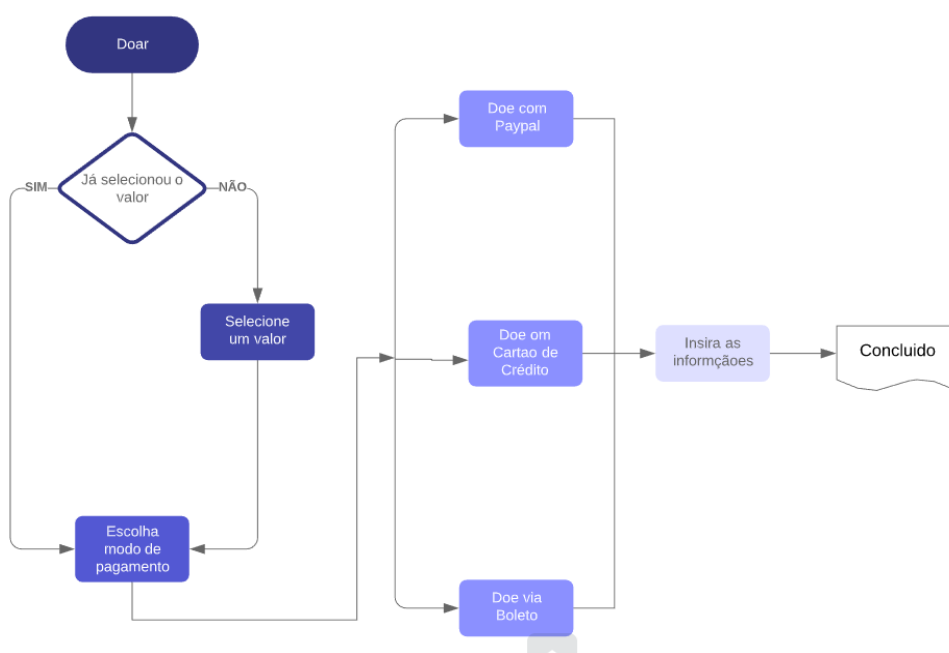 Doar
Já selecionou o
valor
SIM
NÃO
Selecione
um valor
Escolha
modo de
pagamento
Doe com
Paypal
Doe om
Cartao de
Crédito
Doe via
Boleto
Insira as
informçãoes
Concluido